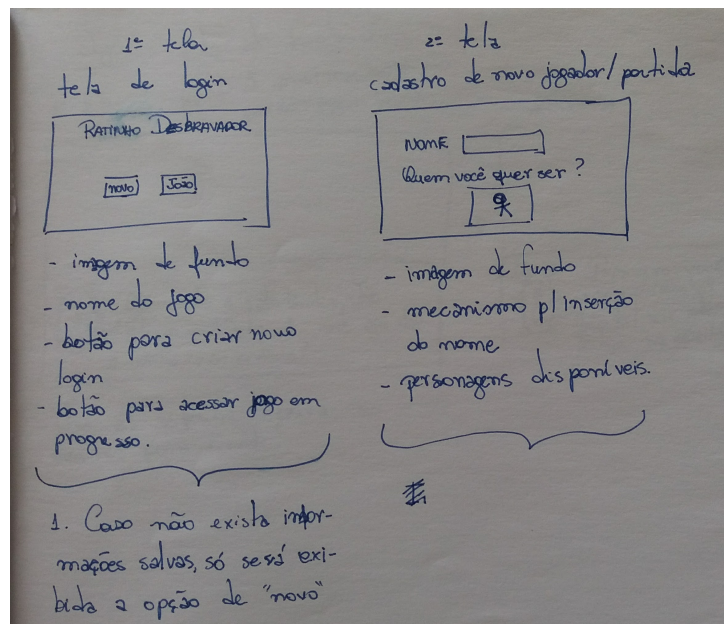 1ª tela
tela de login
RATINHO DESBRAVADOR
novo João
- imagem de fundo
- nome do jogo
- botão para criar novo
login
- botão para acessar jogo em
progresso.
1. Caso não exista infor-
mações salvas, só será exi-
bida a opção de "novo"
2ª tela
cadastro de novo jogador/partida
NOME
Quem você quer ser?
- imagem de fundo
- mecanismo p/ inserção
do nome
- personagens disponíveis.